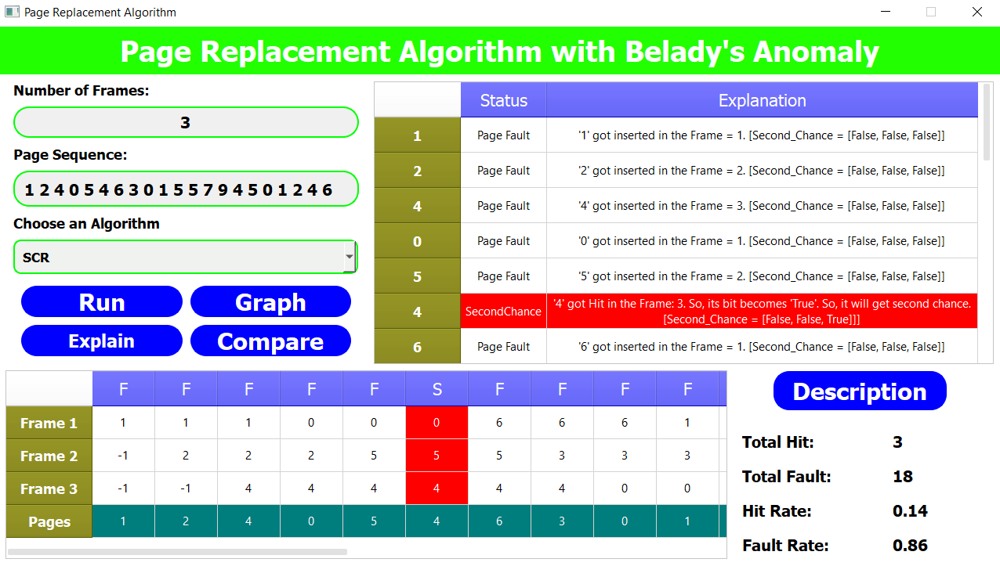 Page Replacement Algorithm
Page Replacement Algorithm with Belady's Anomaly
Number of Frames:
3
Page Sequence:
1 2 4 0 5 4 6 3 0 1 5 5 7 9 4 5 0 1 2 4 6
Choose an Algorithm
SCR
Run Graph
Explain Compare
Status Explanation
1 Page Fault '1' got inserted in the Frame = 1. [Second_Chance = [False, False, False]]
2 Page Fault '2' got inserted in the Frame = 2. [Second_Chance = [False, False, False]]
4 Page Fault '4' got inserted in the Frame = 3. [Second_Chance = [False, False, False]]
0 Page Fault '0' got inserted in the Frame = 1. [Second_Chance = [False, False, False]]
5 Page Fault '5' got inserted in the Frame = 2. [Second_Chance = [False, False, False]]
4 SecondChance '4' got Hit in the Frame: 3. So, its bit becomes 'True'. So, it will get second chance.
[Second_Chance = [False, False, True]]]
6 Page Fault '6' got inserted in the Frame = 1. [Second_Chance = [False, False, False]]
F F F F F S F F F F
Frame 1 1 1 1 0 0 0 6 6 6 1
Frame 2 -1 2 2 2 5 5 5 3 3 3
Frame 3 -1 -1 4 4 4 4 4 4 0 0
Pages 1 2 4 0 5 4 6 3 0 1
Description
Total Hit: 3
Total Fault: 18
Hit Rate: 0.14
Fault Rate: 0.86